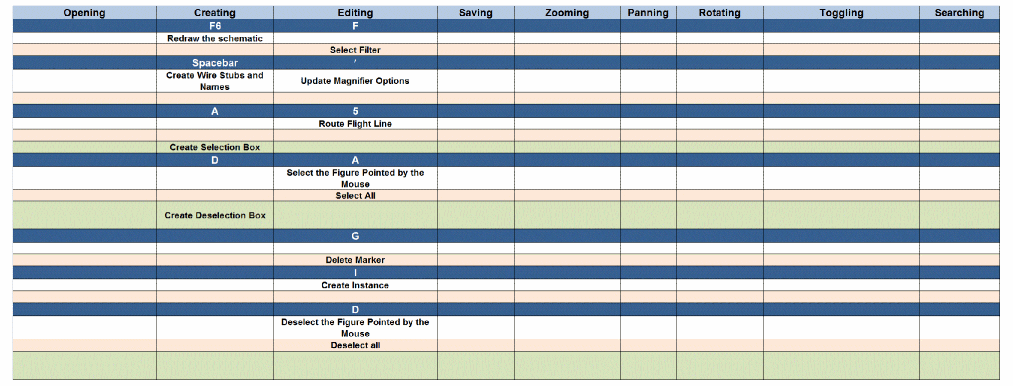 Opening Creating Editing Saving Zooming Panning Rotating Toggling Searching
F6 F
Redraw the schematic
Select Filter
Spacebar ′
Create Wire Stubs and
Names
Update Magnifier Options
A 5
Route Flight Line
Create Selection Box
D A
Select the Figure Pointed by the
Mouse
Select All
Create Deselection Box
G
Delete Marker
I
Create Instance
D
Deselect the Figure Pointed by the
Mouse
Deselect all